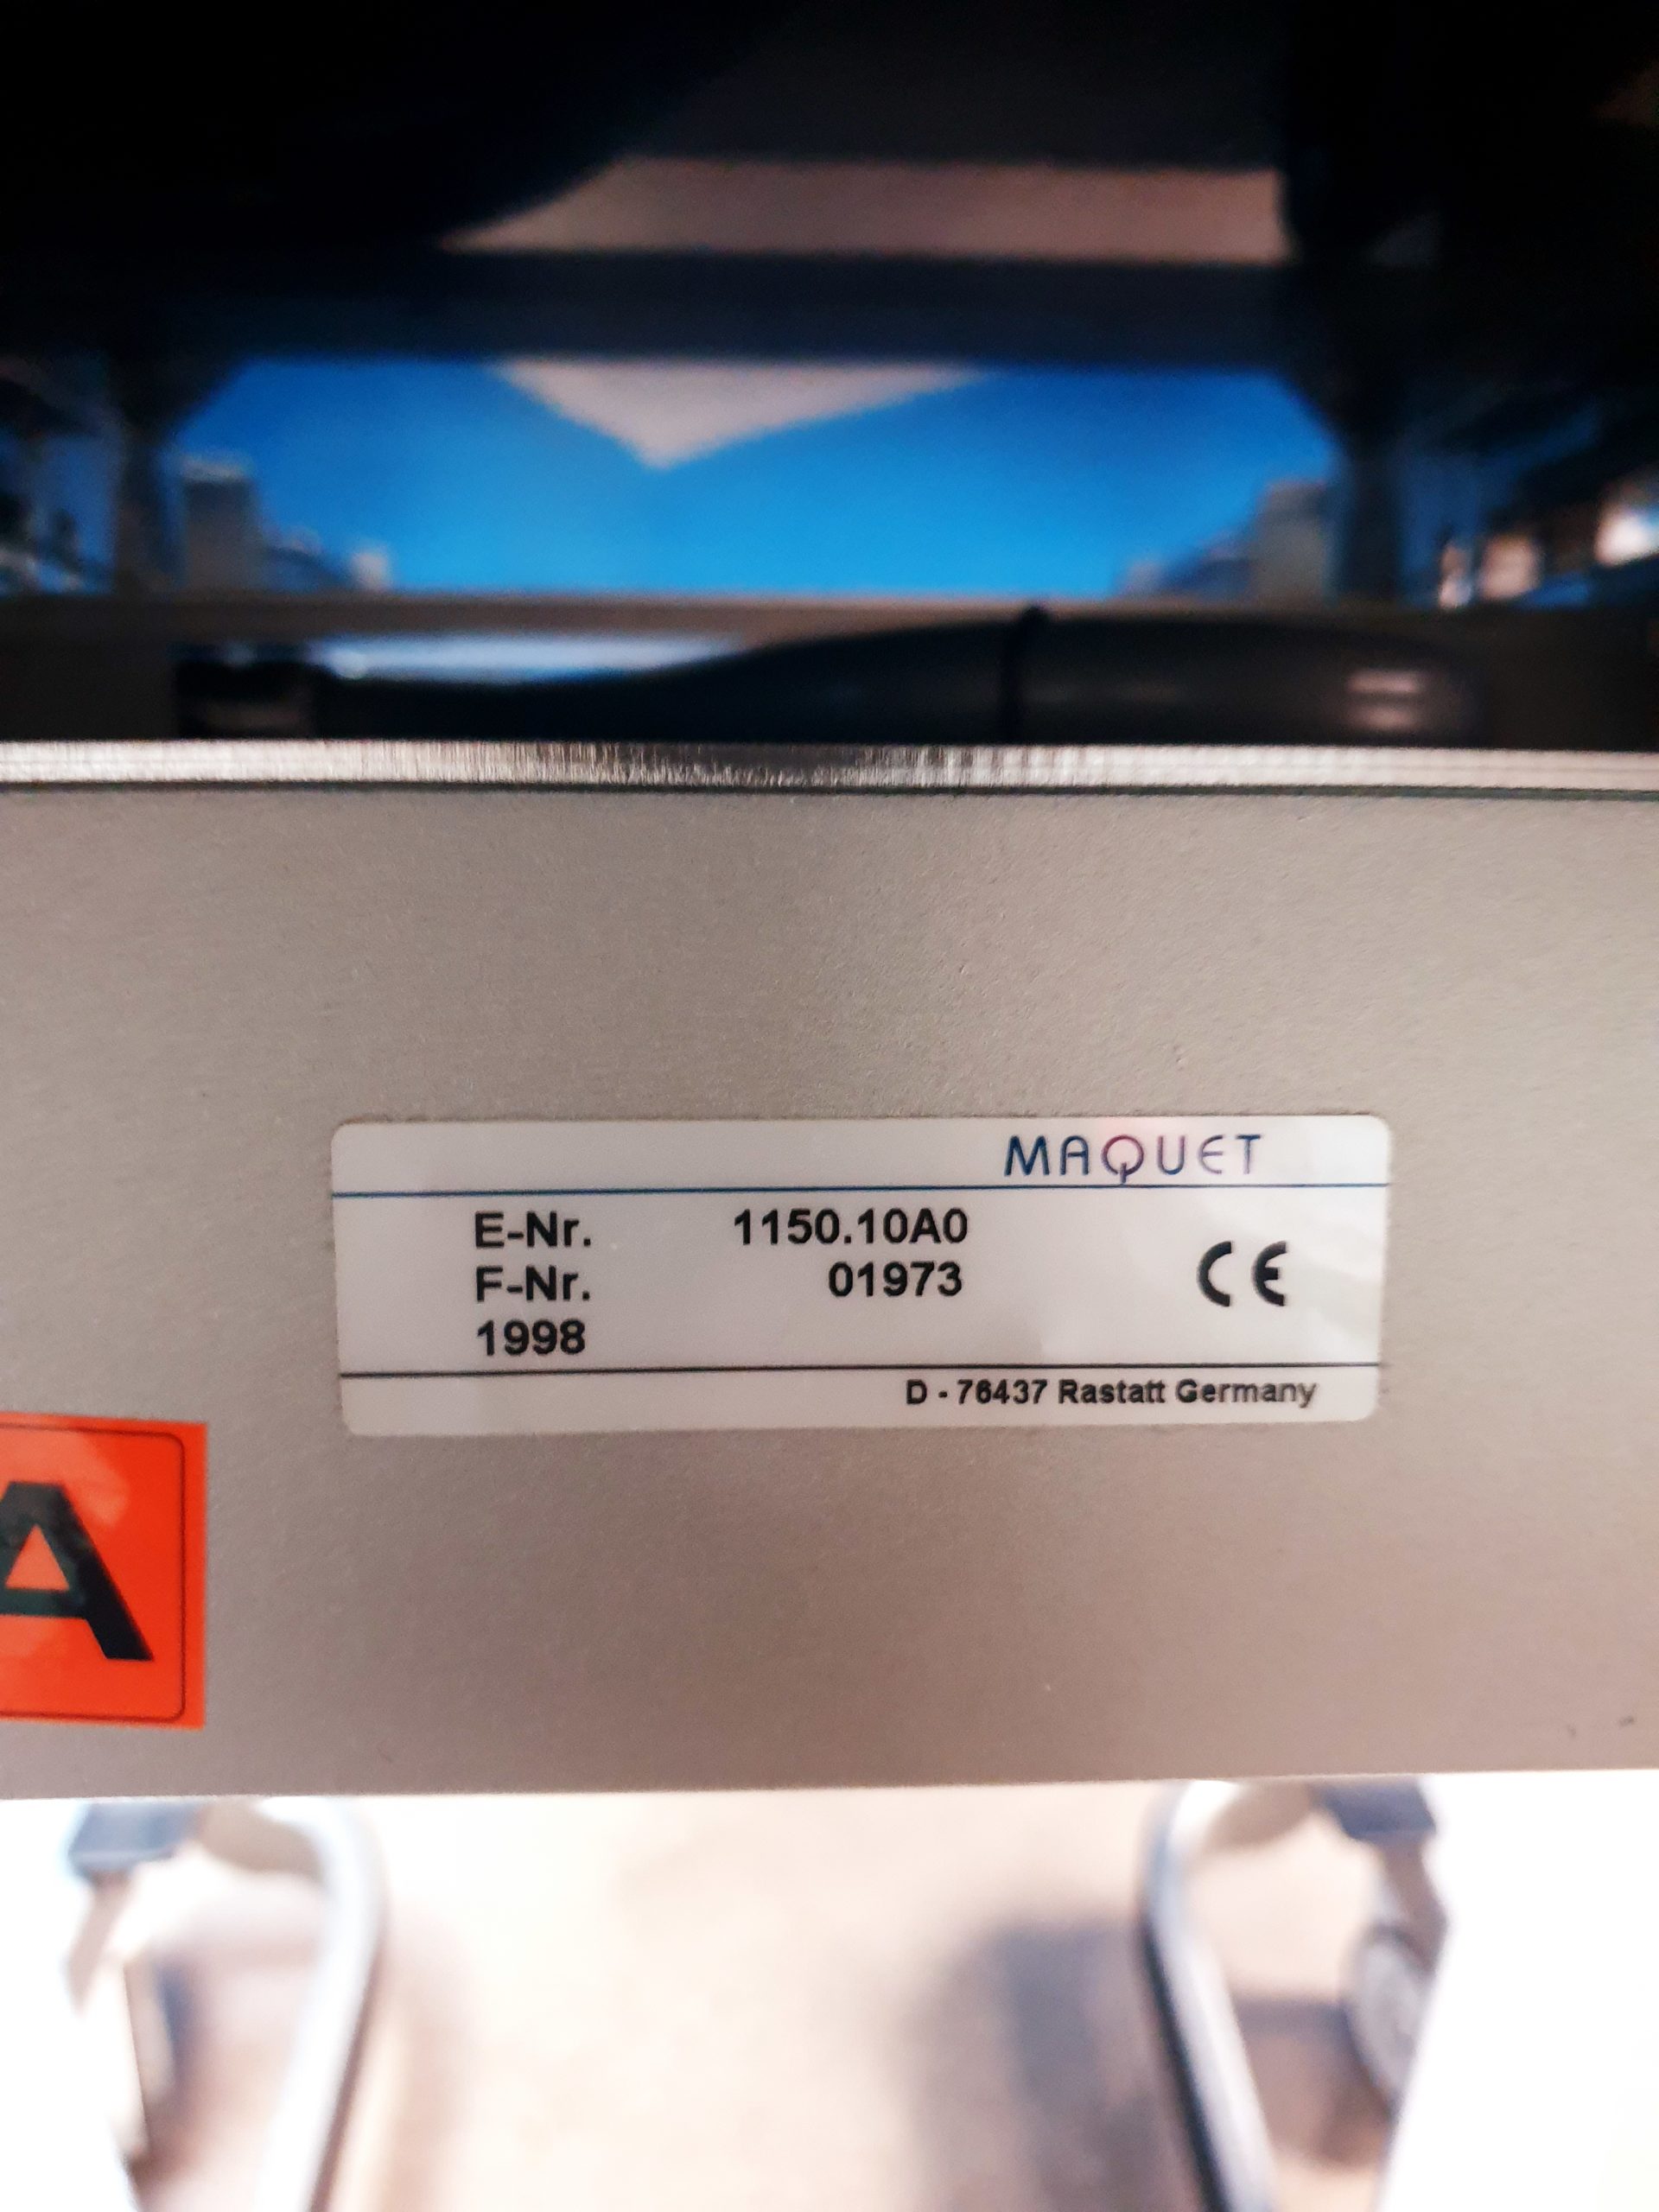 MAQUET
E-Nr. 1150.10A0
F-Nr. 01973
1998
CE
D - 76437 Rastatt Germany
A